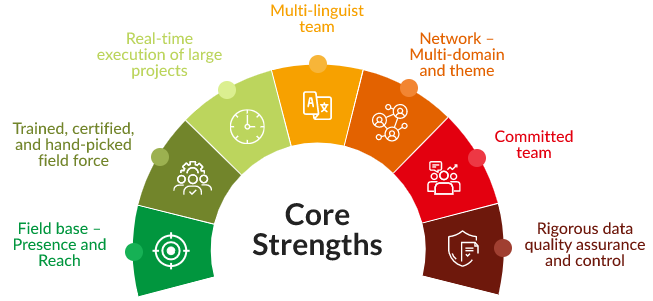 Multi-linguist
team
Real-time
execution of large
projects
Network –
Multi-domain
and theme
Trained, certified,
and hand-picked
field force
Committed
team
Field base –
Presence and
Reach
Core
Strengths
Rigorous data
quality assurance
and control
A
文